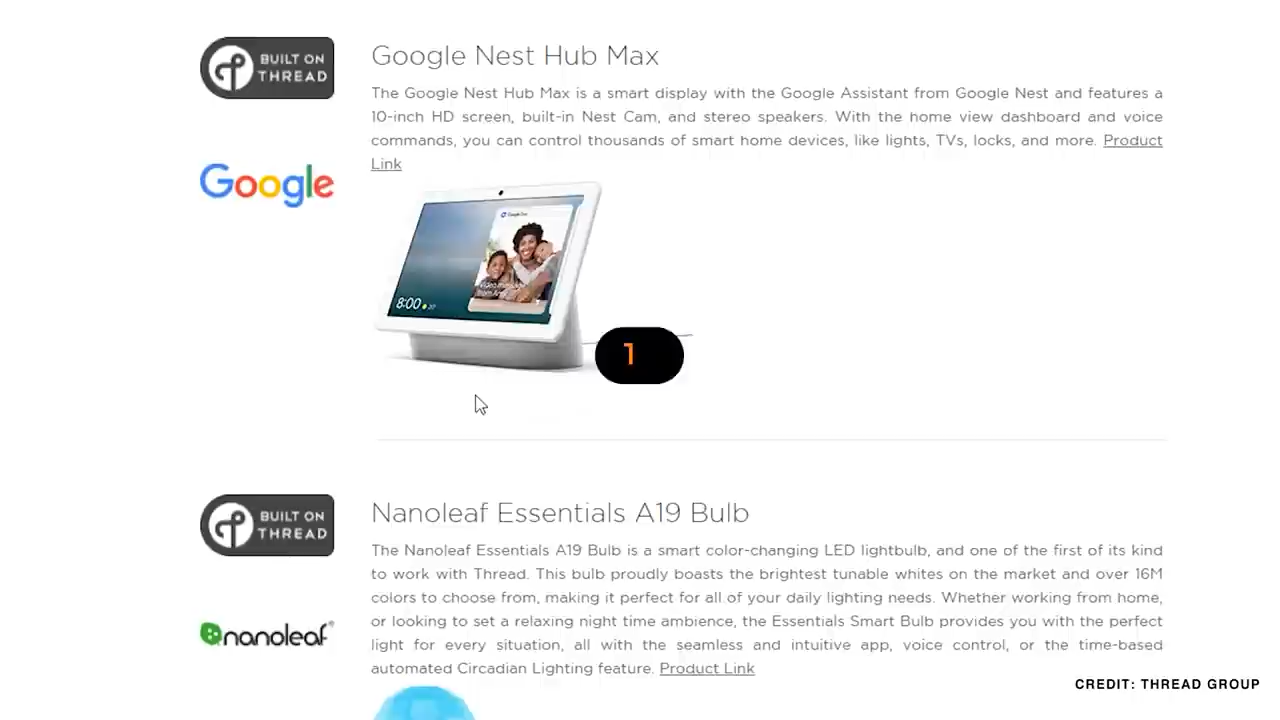 BUILT ON
THREAD
Google Nest Hub Max
The Google Nest Hub Max is a smart display with the Google Assistant from Google Nest and features a
10-inch HD screen, built-in Nest Cam, and stereo speakers. With the home view dashboard and voice
commands, you can control thousands of smart home devices, like lights, TVs, locks, and more. Product
Link
Google
8:00
1
BUILT ON
THREAD
Nanoleaf Essentials A19 Bulb
The Nanoleaf Essentials A19 Bulb is a smart color-changing LED lightbulb, and one of the first of its kind
to work with Thread. This bulb proudly boasts the brightest tunable whites on the market and over 16M
colors to choose from, making it perfect for all of your daily lighting needs. Whether working from home,
or looking to set a relaxing night time ambience, the Essentials Smart Bulb provides you with the perfect
light for every situation, all with the seamless and intuitive app, voice control, or the time-based
automated Circadian Lighting feature. Product Link
nanoleaf
CREDIT: THREAD GROUP